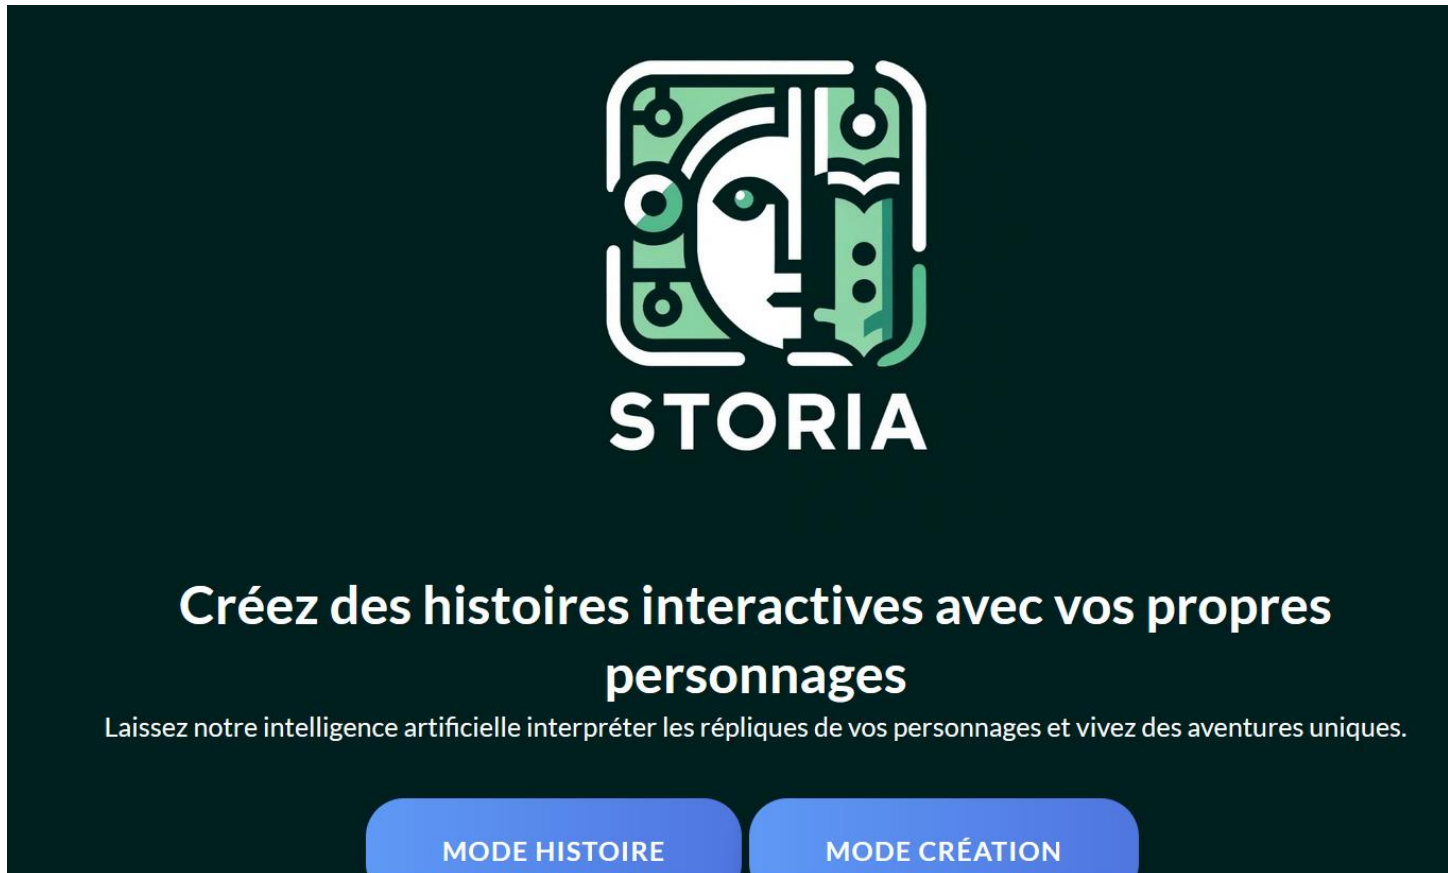 STORIA
Créez des histoires interactives avec vos propres
personnages
Laissez notre intelligence artificielle interpréter les répliques de vos personnages et vivez des aventures uniques.
MODE HISTOIRE
MODE CRÉATION